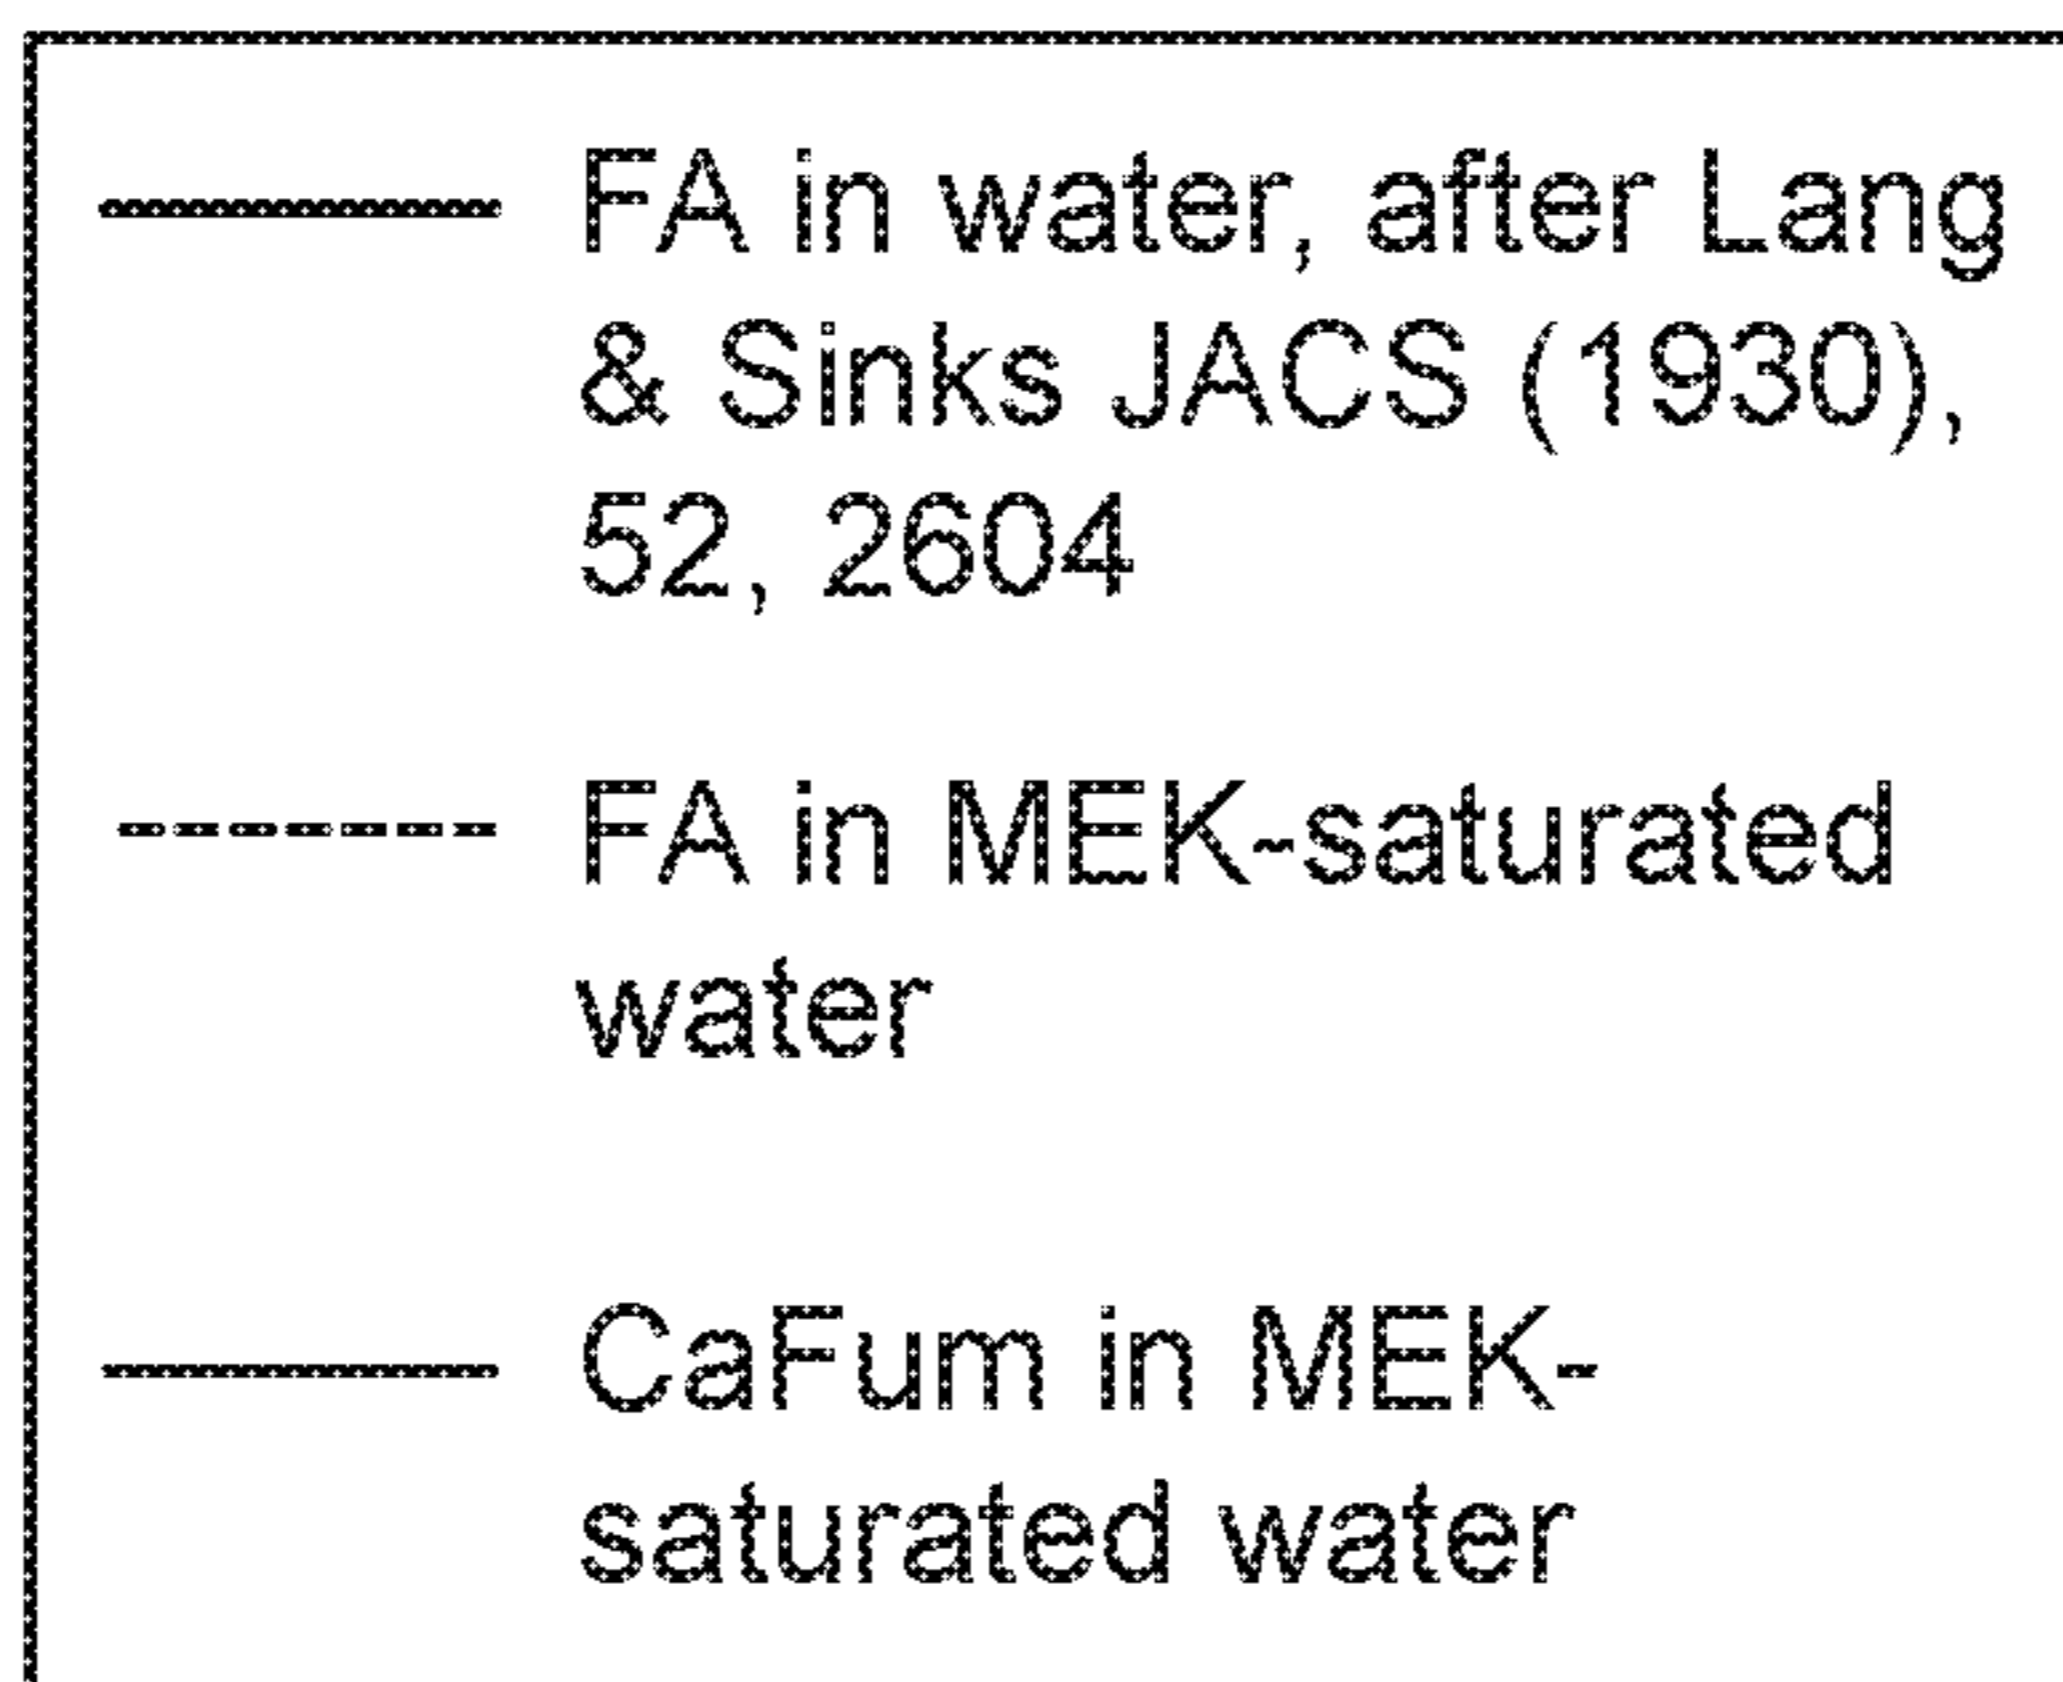 FA in water, after Lang
& Sinks JACS (1930),
52, 2604
FA in MEK-saturated
water
CaFum in MEK-
saturated water